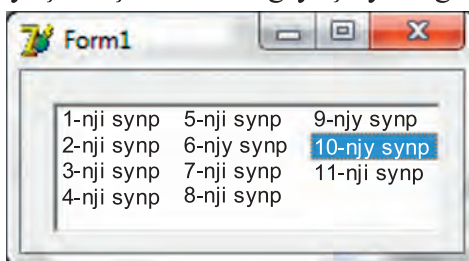 Form1
1-nji synp 5-nji synp 9-njy synp
2-nji synp 6-njy synp 10-njy synp
3-nji synp 7-nji synp 11-nji synp
4-nji synp 8-nji synp